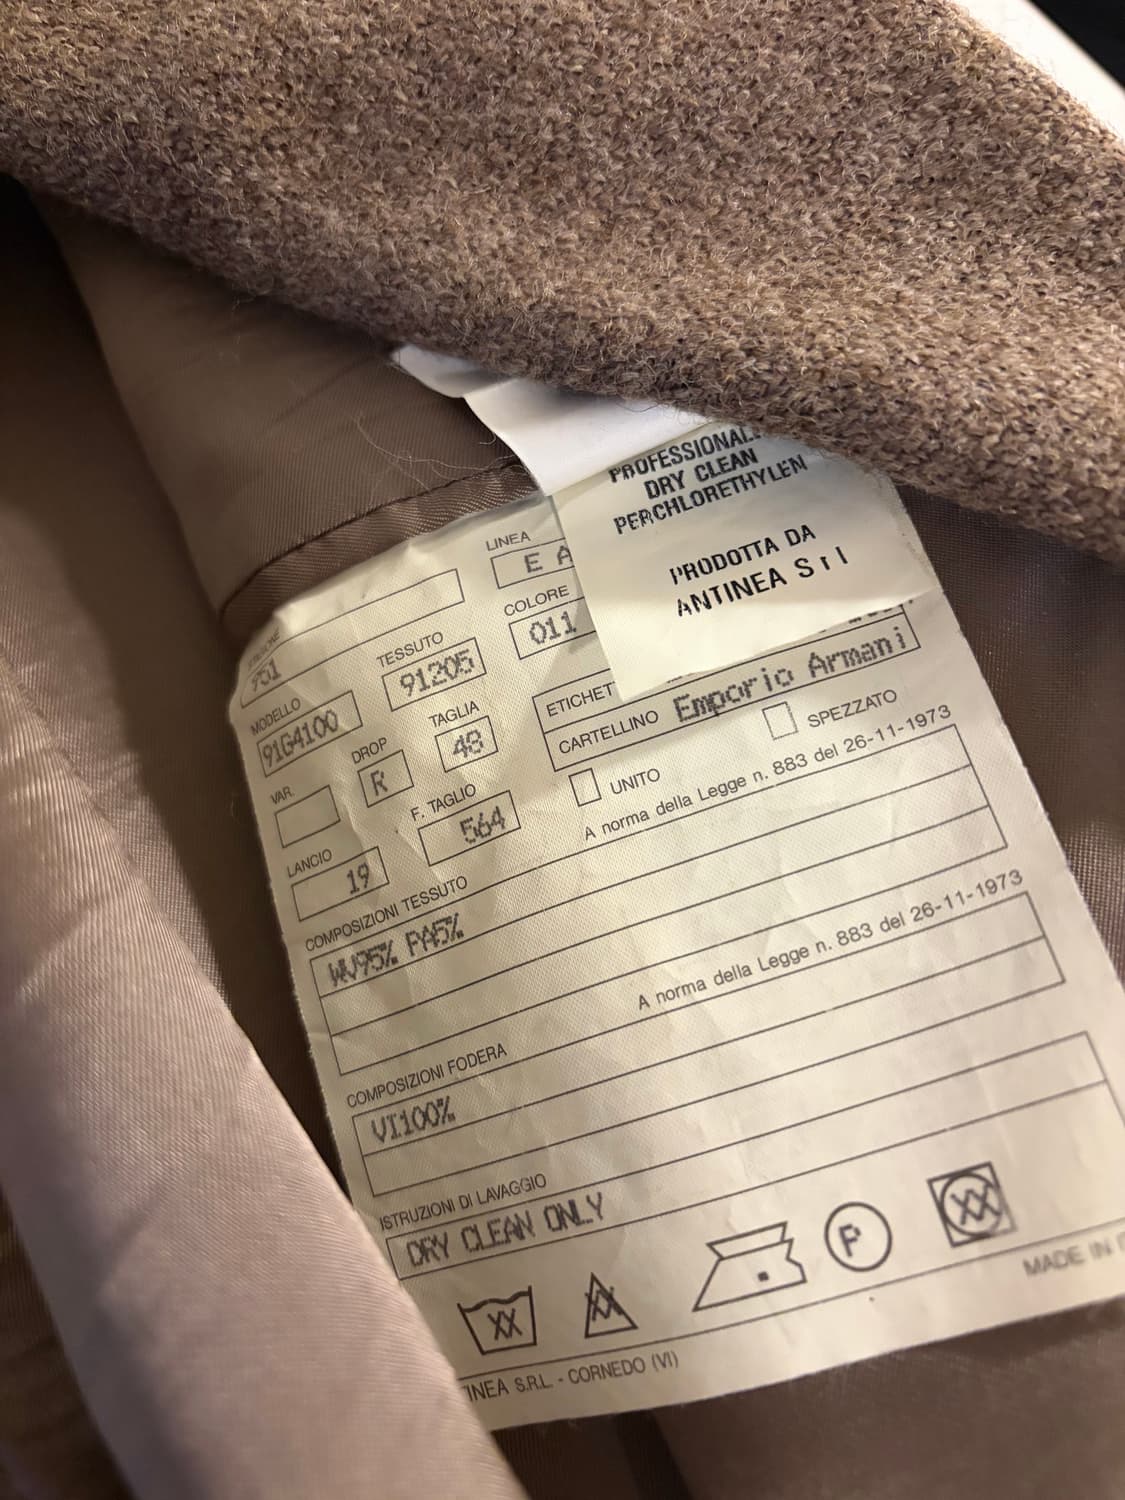 PROFESSIONAL
DRY CLEAN
PERCHLORETHYLEN
PRODOTTA DA
ANTINEA Srl
LINEA
E A
COLORE
011
TESSUTO
91205
MODELLO
91G4100
DROP
R
TAGLIA
48
ETICHET
CARTELLINO Emporio Armani
VAR.
F. TAGLIO
564
UNITO
SPEZZATO
LANCIO
19
COMPOSIZIONI TESSUTO
A norma della Legge n. 883 del 26-11-1973
WV95% PA5%
COMPOSIZIONI FODERA
A norma della Legge n. 883 del 26-11-1973
VI100%
ISTRUZIONI DI LAVAGGIO
DRY CLEAN ONLY
XX
P
XX
MADE IN
INEA S.R.L. - CORNEDO (VI)